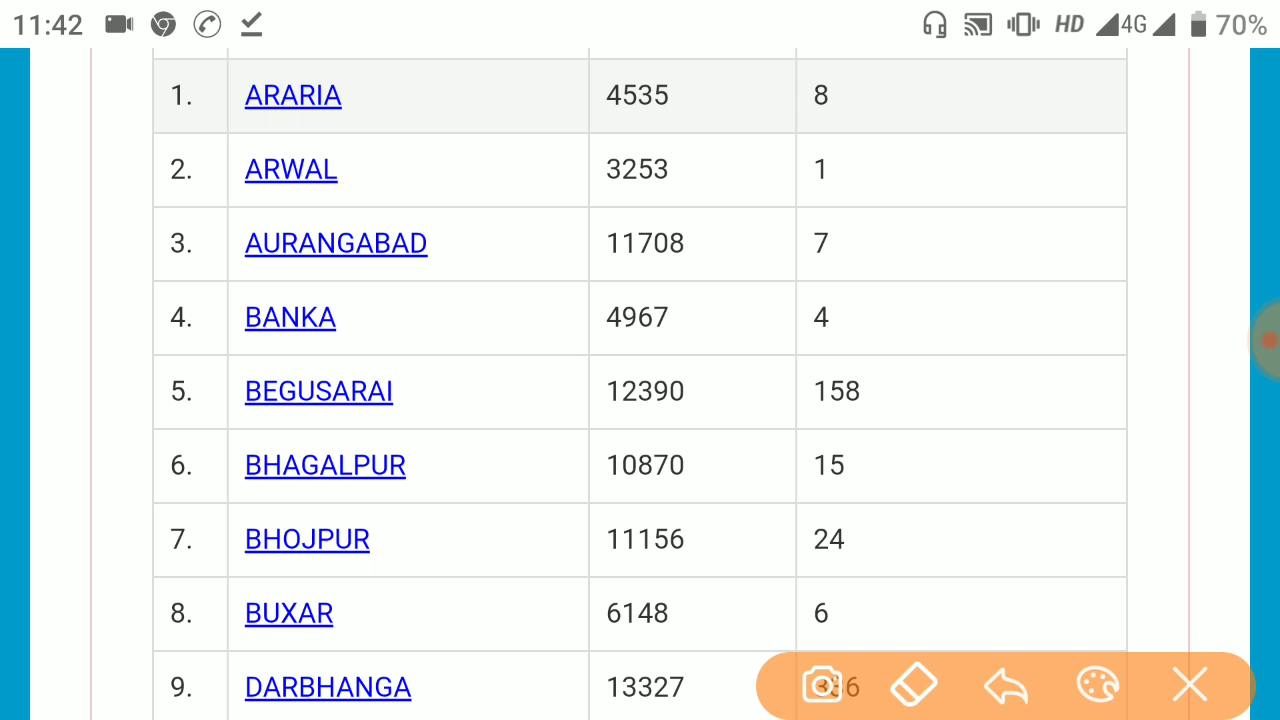 11:42 HD 4G 70%
1. ARARIA 4535 8
2. ARWAL 3253 1
3. AURANGABAD 11708 7
4. BANKA 4967 4
5. BEGUSARAI 12390 158
6. BHAGALPUR 10870 15
7. BHOJPUR 11156 24
8. BUXAR 6148 6
9. DARBHANGA 13327